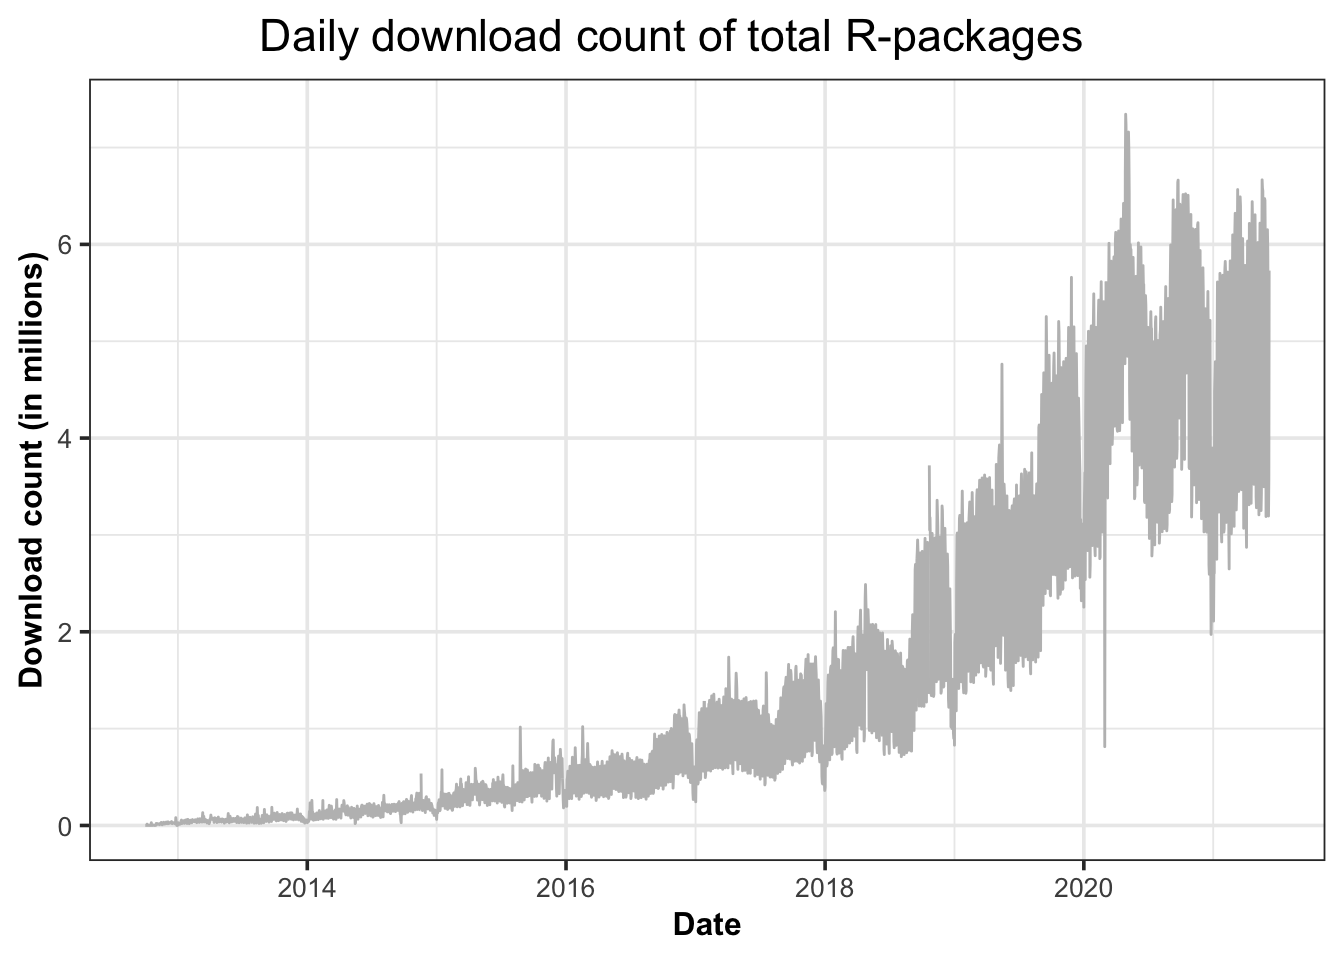 Daily download count of total R-packages
Download count (in millions)
6
4
2
0
2014 2016 2018 2020
Date